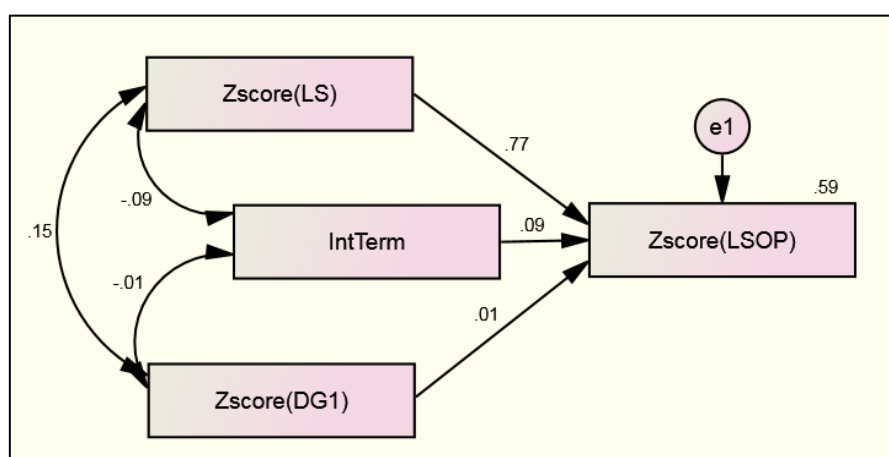 Zscore(LS)
e1
.77
.59
-.09
.15
IntTerm
.09
Zscore(LSOP)
-.01
.01
Zscore(DG1)